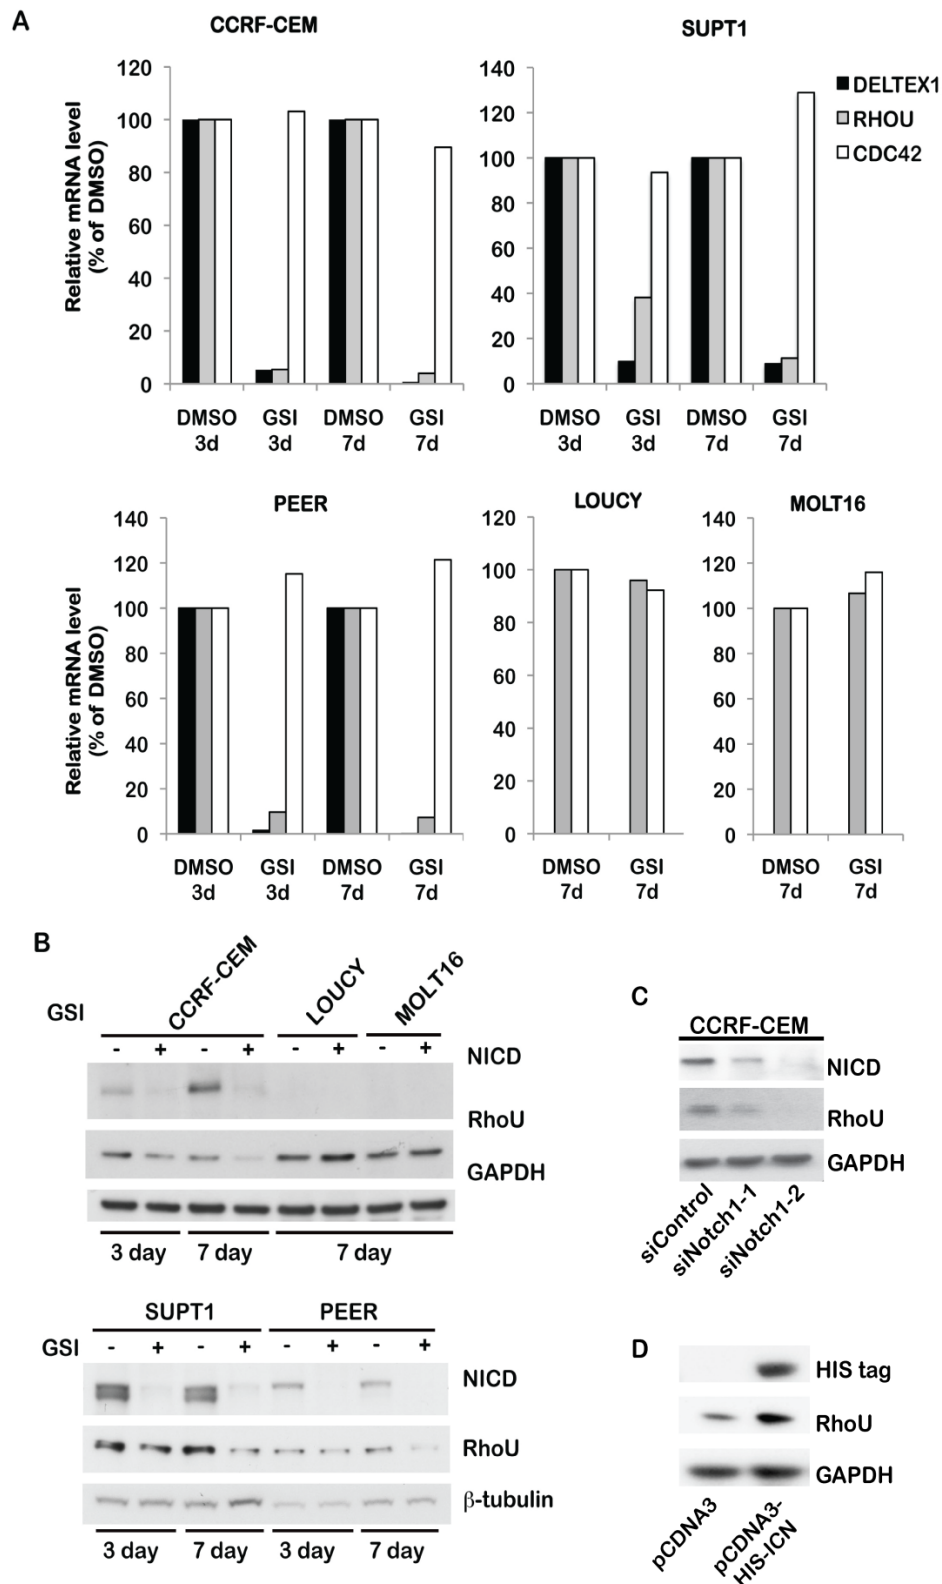 A
CCRF-CEM
Relative mRNA level
(% of DMSO)
120
100
80
60
40
20
0
DMSO 3d
GSI 3d
DMSO 7d
GSI 7d
SUPT1
140
120
100
80
60
40
20
0
DMSO 3d
GSI 3d
DMSO 7d
GSI 7d
DELTEX1
RHOU
CDC42
PEER
Relative mRNA level
(% of DMSO)
140
120
100
80
60
40
20
0
DMSO 3d
GSI 3d
DMSO 7d
GSI 7d
LOUCY
120
100
80
60
40
20
0
DMSO 7d
GSI 7d
MOLT16
140
120
100
80
60
40
20
0
DMSO 7d
GSI 7d
B
CCRF-CEM
LOUCY
MOLT16
GSI
- + - + - + - +
NICD
RhoU
GAPDH
3 day
7 day
7 day
SUPT1
PEER
GSI
- + - + - + - +
NICD
RhoU
β-tubulin
3 day
7 day
3 day
7 day
C
CCRF-CEM
NICD
RhoU
GAPDH
siControl
siNotch1-1
siNotch1-2
D
HIS tag
RhoU
GAPDH
pCDNA3
pCDNA3-
HIS-ICN